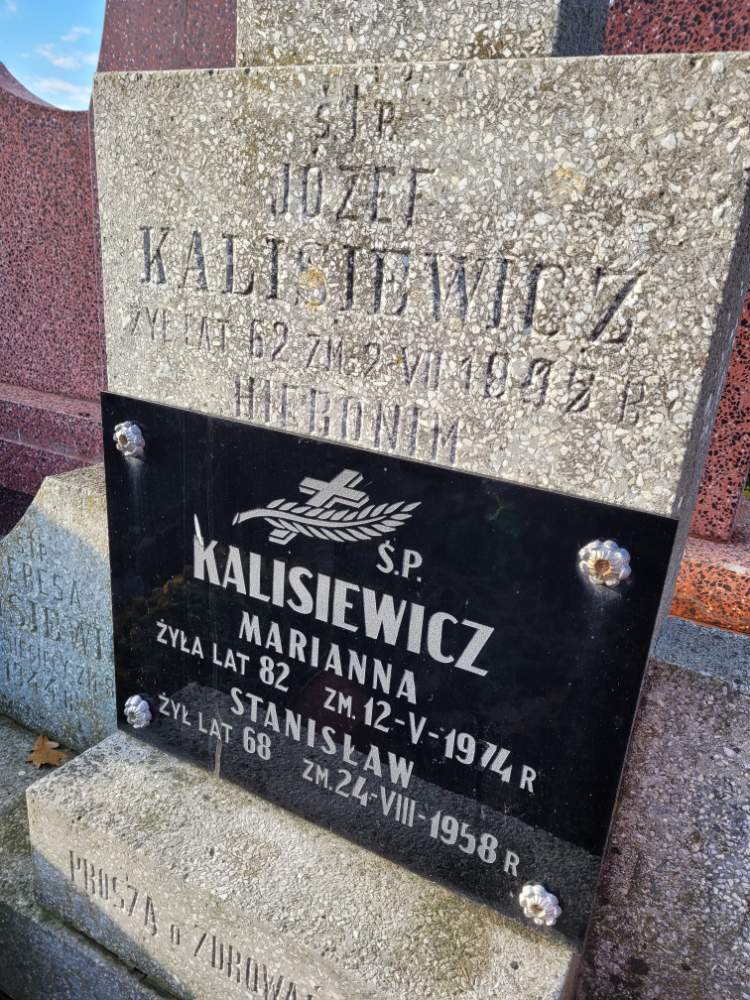 Ś.†P.
JÓZEF
KALISIEWICZ
ŻYŁ LAT 62 ZM. 2 VII R
HIERONIM
Ś.P.
KALISIEWICZ
MARIANNA
ŻYŁA LAT 82 ZM. 12-V-1974 R
STANISŁAW
ŻYŁ LAT 68 ZM. 24-VIII-1958 R
PROSZĄ o ZDROWAŚ
Ś†P
1944 R